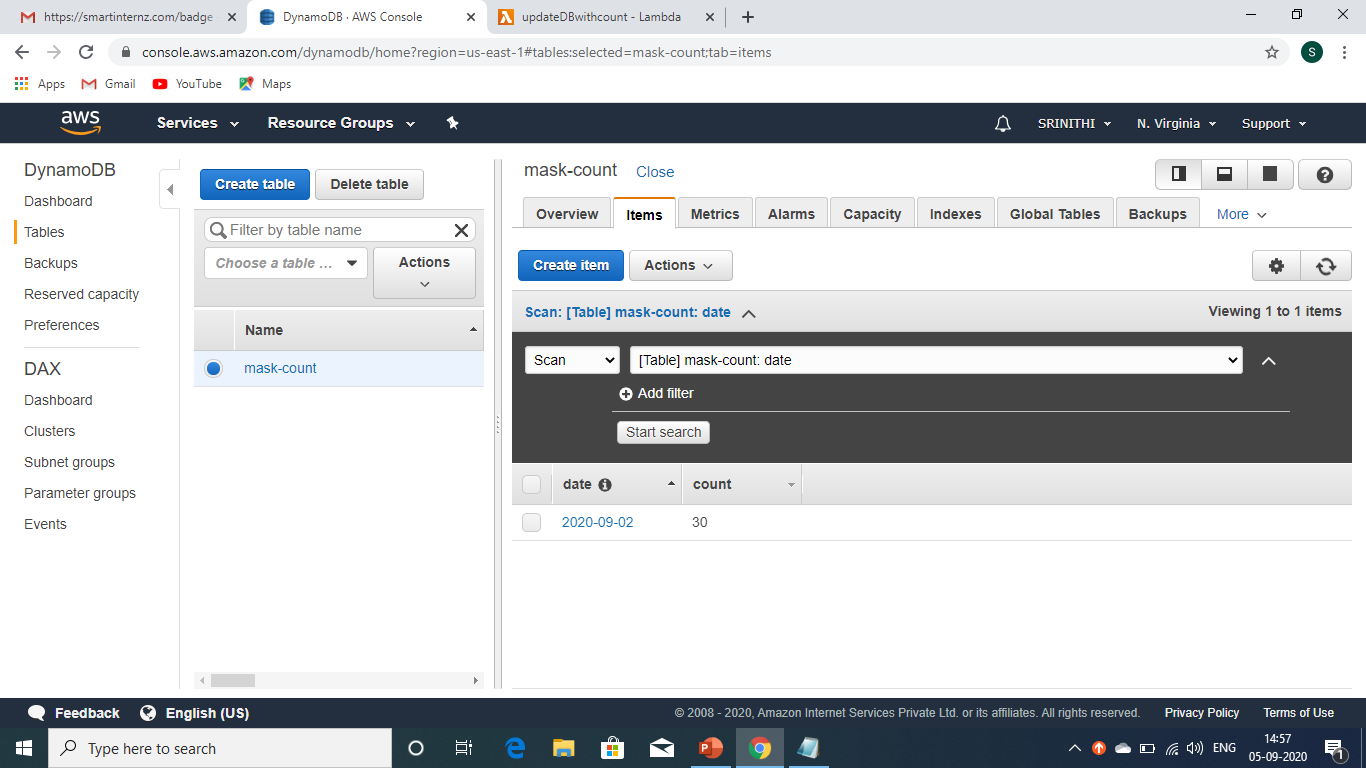 https://smartinternz.com/badge
DynamoDB · AWS Console
updateDBwithcount - Lambda
console.aws.amazon.com/dynamodb/home?region=us-east-1#tables:selected=mask-count;tab=items
S
Apps
Gmail
YouTube
Maps
aws
Services
Resource Groups
SRINITHI
N. Virginia
Support
DynamoDB
Dashboard
Tables
Backups
Reserved capacity
Preferences
DAX
Dashboard
Clusters
Subnet groups
Parameter groups
Events
Create table
Delete table
Filter by table name
Choose a table ...
Actions
Name
mask-count
mask-count
Close
Overview
Items
Metrics
Alarms
Capacity
Indexes
Global Tables
Backups
More
Create item
Actions
Scan: [Table] mask-count: date
Viewing 1 to 1 items
Scan
[Table] mask-count: date
Add filter
Start search
date
count
2020-09-02
30
Feedback
English (US)
© 2008 - 2020, Amazon Internet Services Private Ltd. or its affiliates. All rights reserved.
Privacy Policy
Terms of Use
Type here to search
ENG
14:57
05-09-2020
1